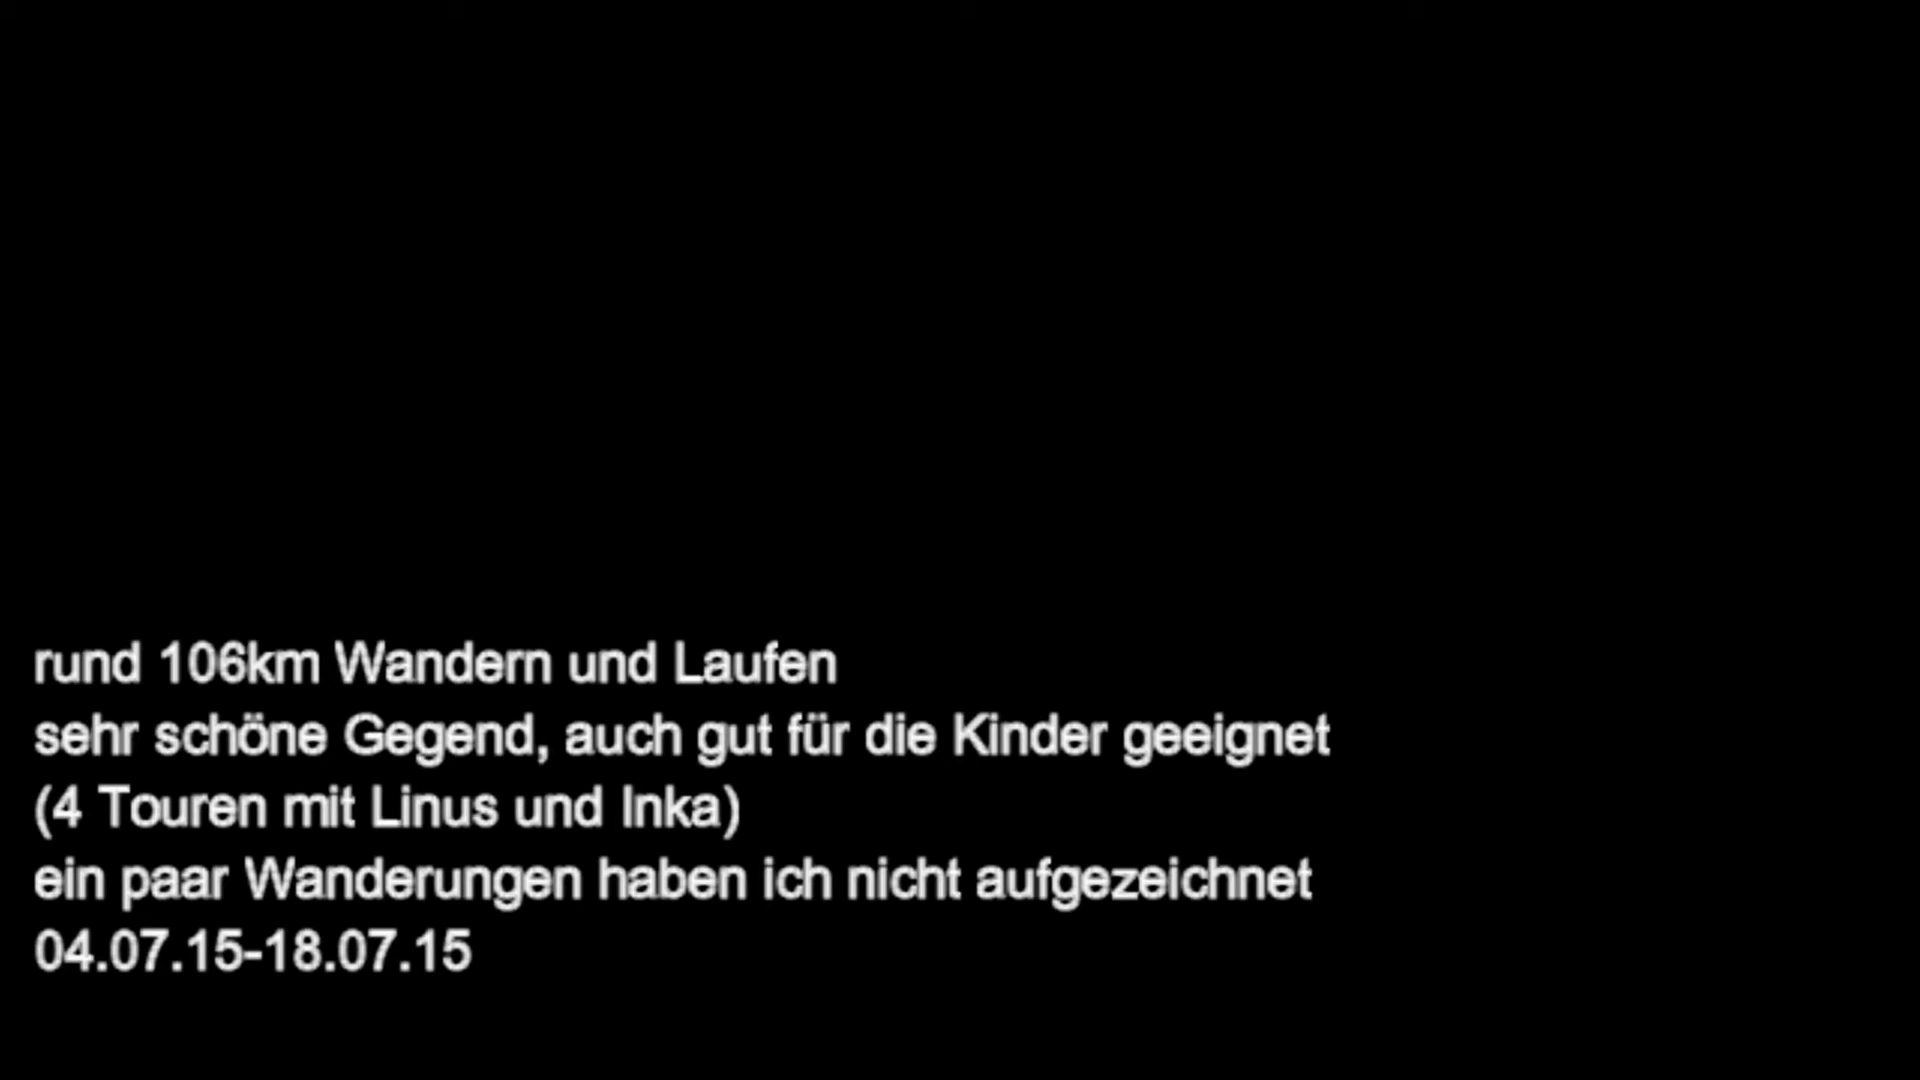 rund 106km Wandern und Laufen
sehr schöne Gegend, auch gut für die Kinder geeignet
(4 Touren mit Linus und Inka)
ein paar Wanderungen haben ich nicht aufgezeichnet
04.07.15-18.07.15